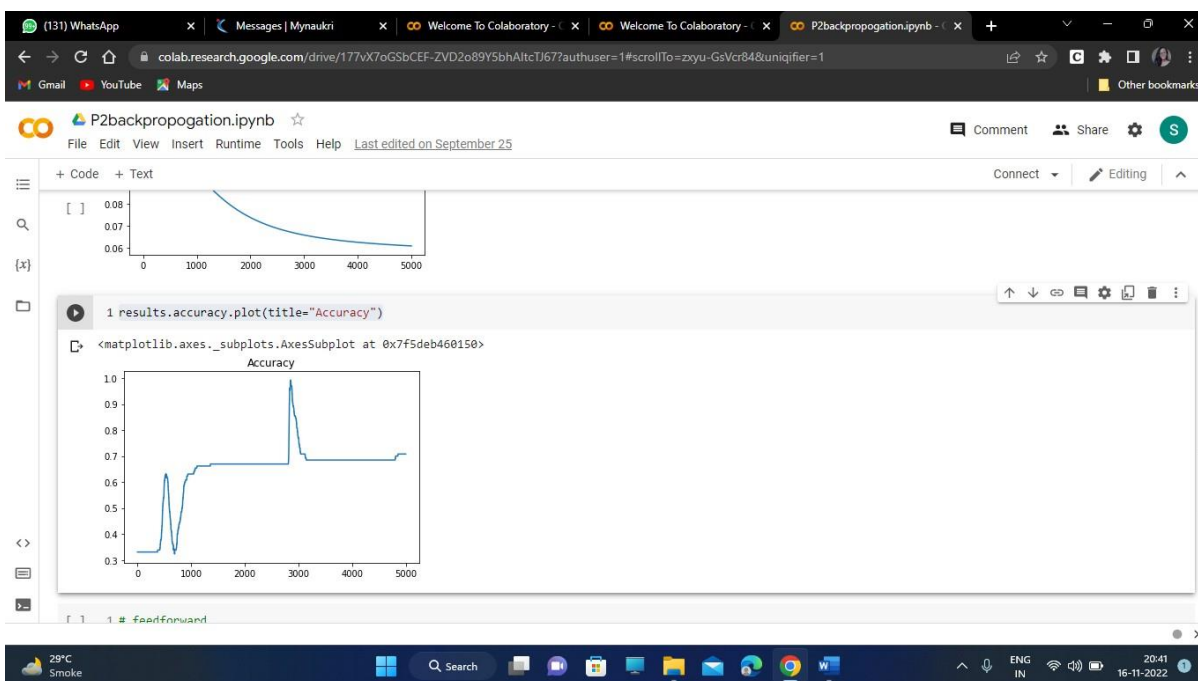 (131) WhatsApp
Messages | Mynaukri
Welcome To Colaboratory - C
Welcome To Colaboratory - C
P2backpropogation.ipynb - C
colab.research.google.com/drive/177vX7oGSbCEF-ZVD2o89Y5bhAltcTJ67?authuser=1#scrollTo=zxyu-GsVcr84&uniqifier=1
Gmail YouTube Maps Other bookmarks
P2backpropogation.ipynb
Comment Share S
File Edit View Insert Runtime Tools Help Last edited on September 25
+ Code + Text Connect Editing
[ ] 0.08
0.07
0.06
0 1000 2000 3000 4000 5000
{x}
1 results.accuracy.plot(title="Accuracy")
<matplotlib.axes._subplots.AxesSubplot at 0x7f5deb460150>
Accuracy
1.0
0.9
0.8
0.7
0.6
0.5
0.4
0.3
0 1000 2000 3000 4000 5000
[ ] 1 # feedforward
29°C
Smoke
Search
ENG
IN
20:41
16-11-2022
1